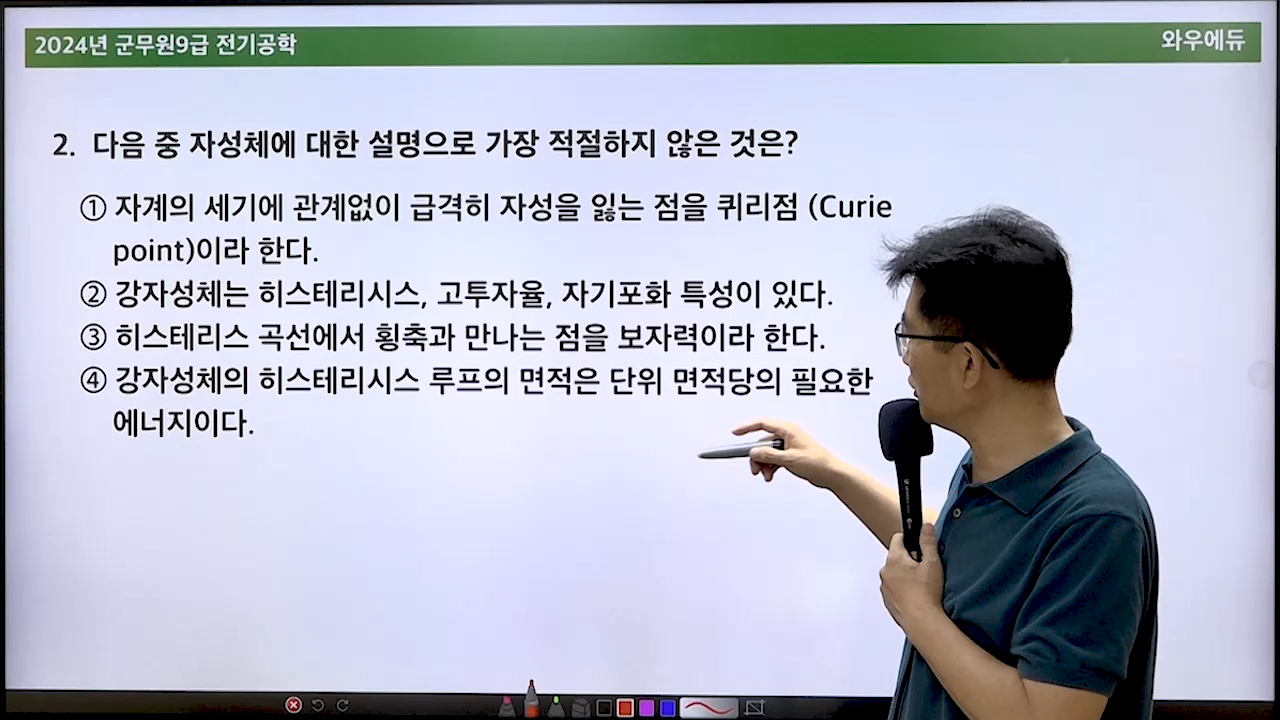 2024년 군무원9급 전기공학
와우에듀
2. 다음 중 자성체에 대한 설명으로 가장 적절하지 않은 것은?
① 자계의 세기에 관계없이 급격히 자성을 잃는 점을 퀴리점 (Curie
point)이라 한다.
② 강자성체는 히스테리시스, 고투자율, 자기포화 특성이 있다.
③ 히스테리스 곡선에서 횡축과 만나는 점을 보자력이라 한다.
④ 강자성체의 히스테리시스 루프의 면적은 단위 면적당의 필요한
에너지이다.